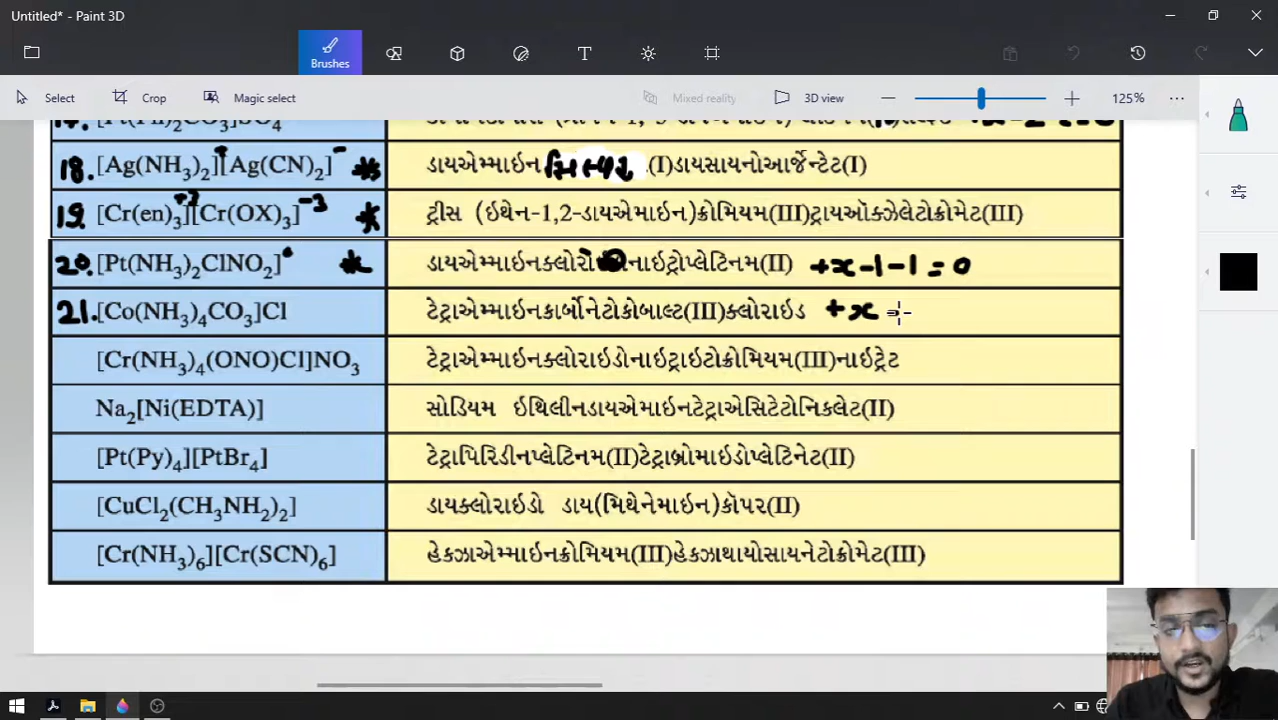 Untitled* - Paint 3D
Brushes
Select Crop Magic select Mixed reality 3D view 125%
18. [Ag(NH₃)₂]⁺[Ag(CN)₂]⁻ ડાયએમ્માઇન (I)ડાયસાયનોઆર્જેન્ટેટ(I)
19. [Cr(en)₃]⁺³[Cr(OX)₃]⁻³ ટ્રીસ (ઇથેન-1,2-ડાયએમાઇન)ક્રોમિયમ(III)ટ્રાયઑક્ઝેલેટોક્રોમેટ(III)
20. [Pt(NH₃)₂ClNO₂]° ડાયએમ્માઇનક્લોરો નાઇટ્રોપ્લેટિનમ(II) +x-1-1=0
21. [Co(NH₃)₄CO₃]Cl ટેટ્રાએમ્માઇનકાર્બોનેટોકોબાલ્ટ(III)ક્લોરાઇડ +x =
[Cr(NH₃)₄(ONO)Cl]NO₃ ટેટ્રાએમ્માઇનક્લોરાઇડોનાઇટ્રાઇટોક્રોમિયમ(III)નાઇટ્રેટ
Na₂[Ni(EDTA)] સોડિયમ ઇથિલીનડાયએમાઇનટેટ્રાએસિટેટોનિકલેટ(II)
[Pt(Py)₄][PtBr₄] ટેટ્રાપિરિડીનપ્લેટિનમ(II)ટેટ્રાબ્રોમાઇડોપ્લેટિનેટ(II)
[CuCl₂(CH₃NH₂)₂] ડાયક્લોરાઇડો ડાય(મિથેનેમાઇન)કૉપર(II)
[Cr(NH₃)₆][Cr(SCN)₆] હેકઝાએમ્માઇનક્રોમિયમ(III)હેકઝાથાયોસાયનેટોક્રોમેટ(III)